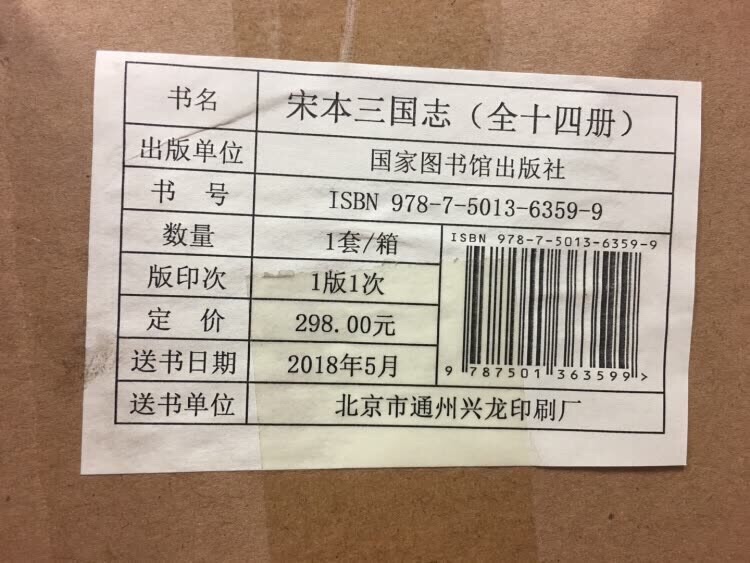 书名 宋本三国志（全十四册）
出版单位 国家图书馆出版社
书 号 ISBN 978-7-5013-6359-9
数量 1套/箱
ISBN 978-7-5013-6359-9
版印次 1版1次
定 价 298.00元
送书日期 2018年5月
9 787501 363599 >
送书单位 北京市通州兴龙印刷厂